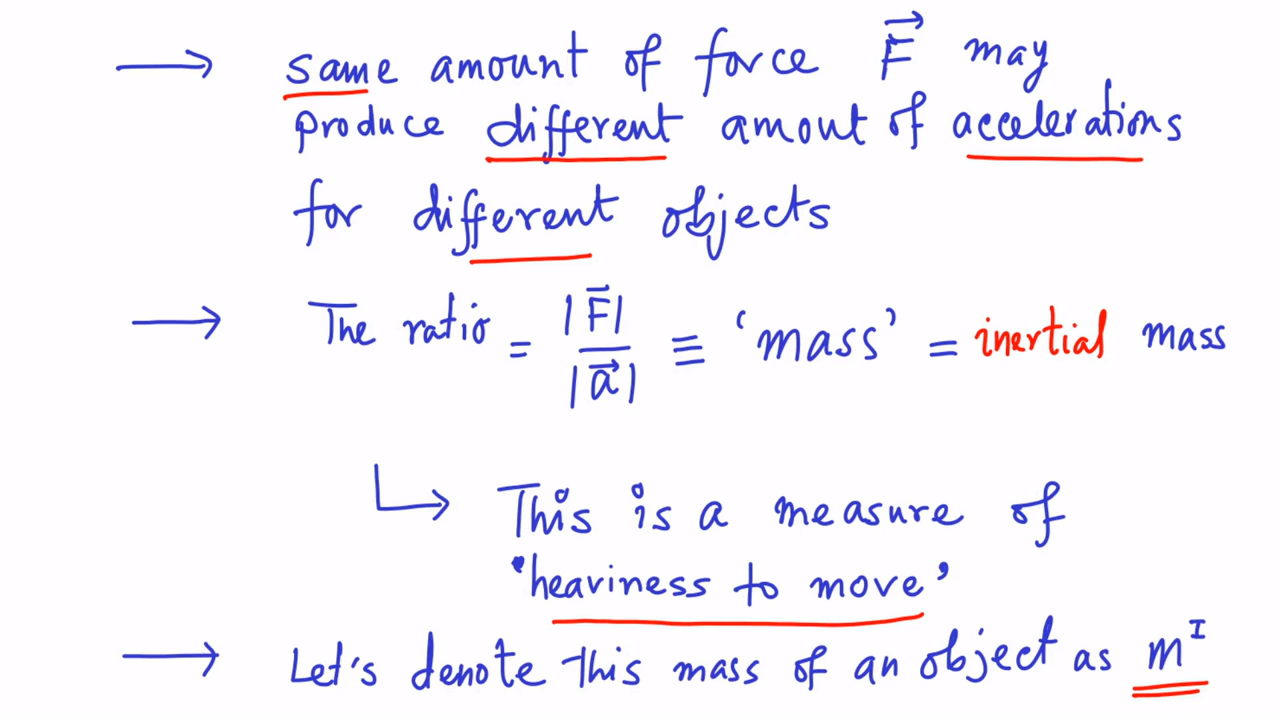 → same amount of force F⃗ may
produce different amount of accelerations
for different objects
→ The ratio = |F⃗| / |a⃗| ≡ 'mass' = inertial mass
↳ This is a measure of
'heaviness to move'
→ Let's denote this mass of an object as mᴵ